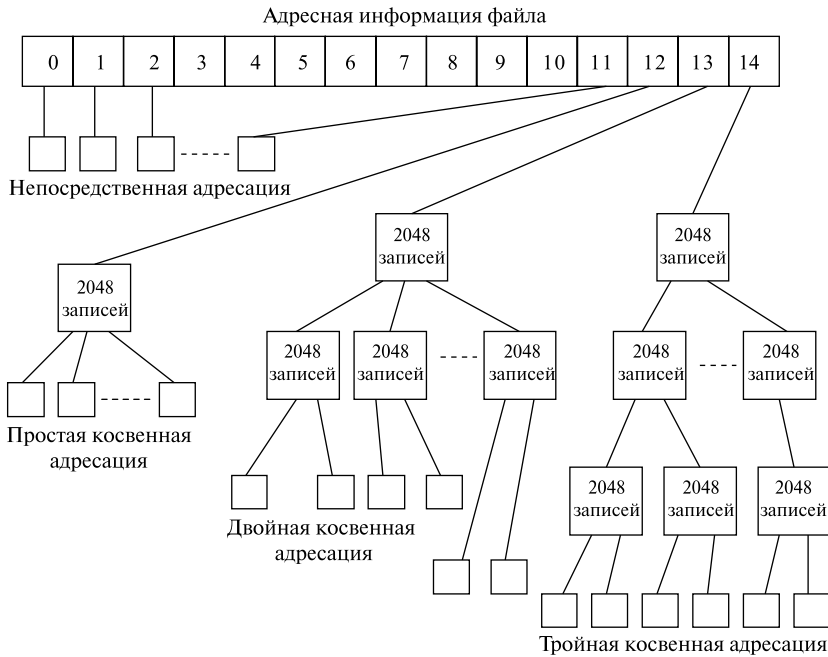 Адресная информация файла
0 1 2 3 4 5 6 7 8 9 10 11 12 13 14
Непосредственная адресация
2048
записей
2048
записей
2048
записей
2048
записей
2048
записей
2048
записей
2048
записей
2048
записей
Простая косвенная
адресация
2048
записей
2048
записей
2048
записей
Двойная косвенная
адресация
Тройная косвенная адресация